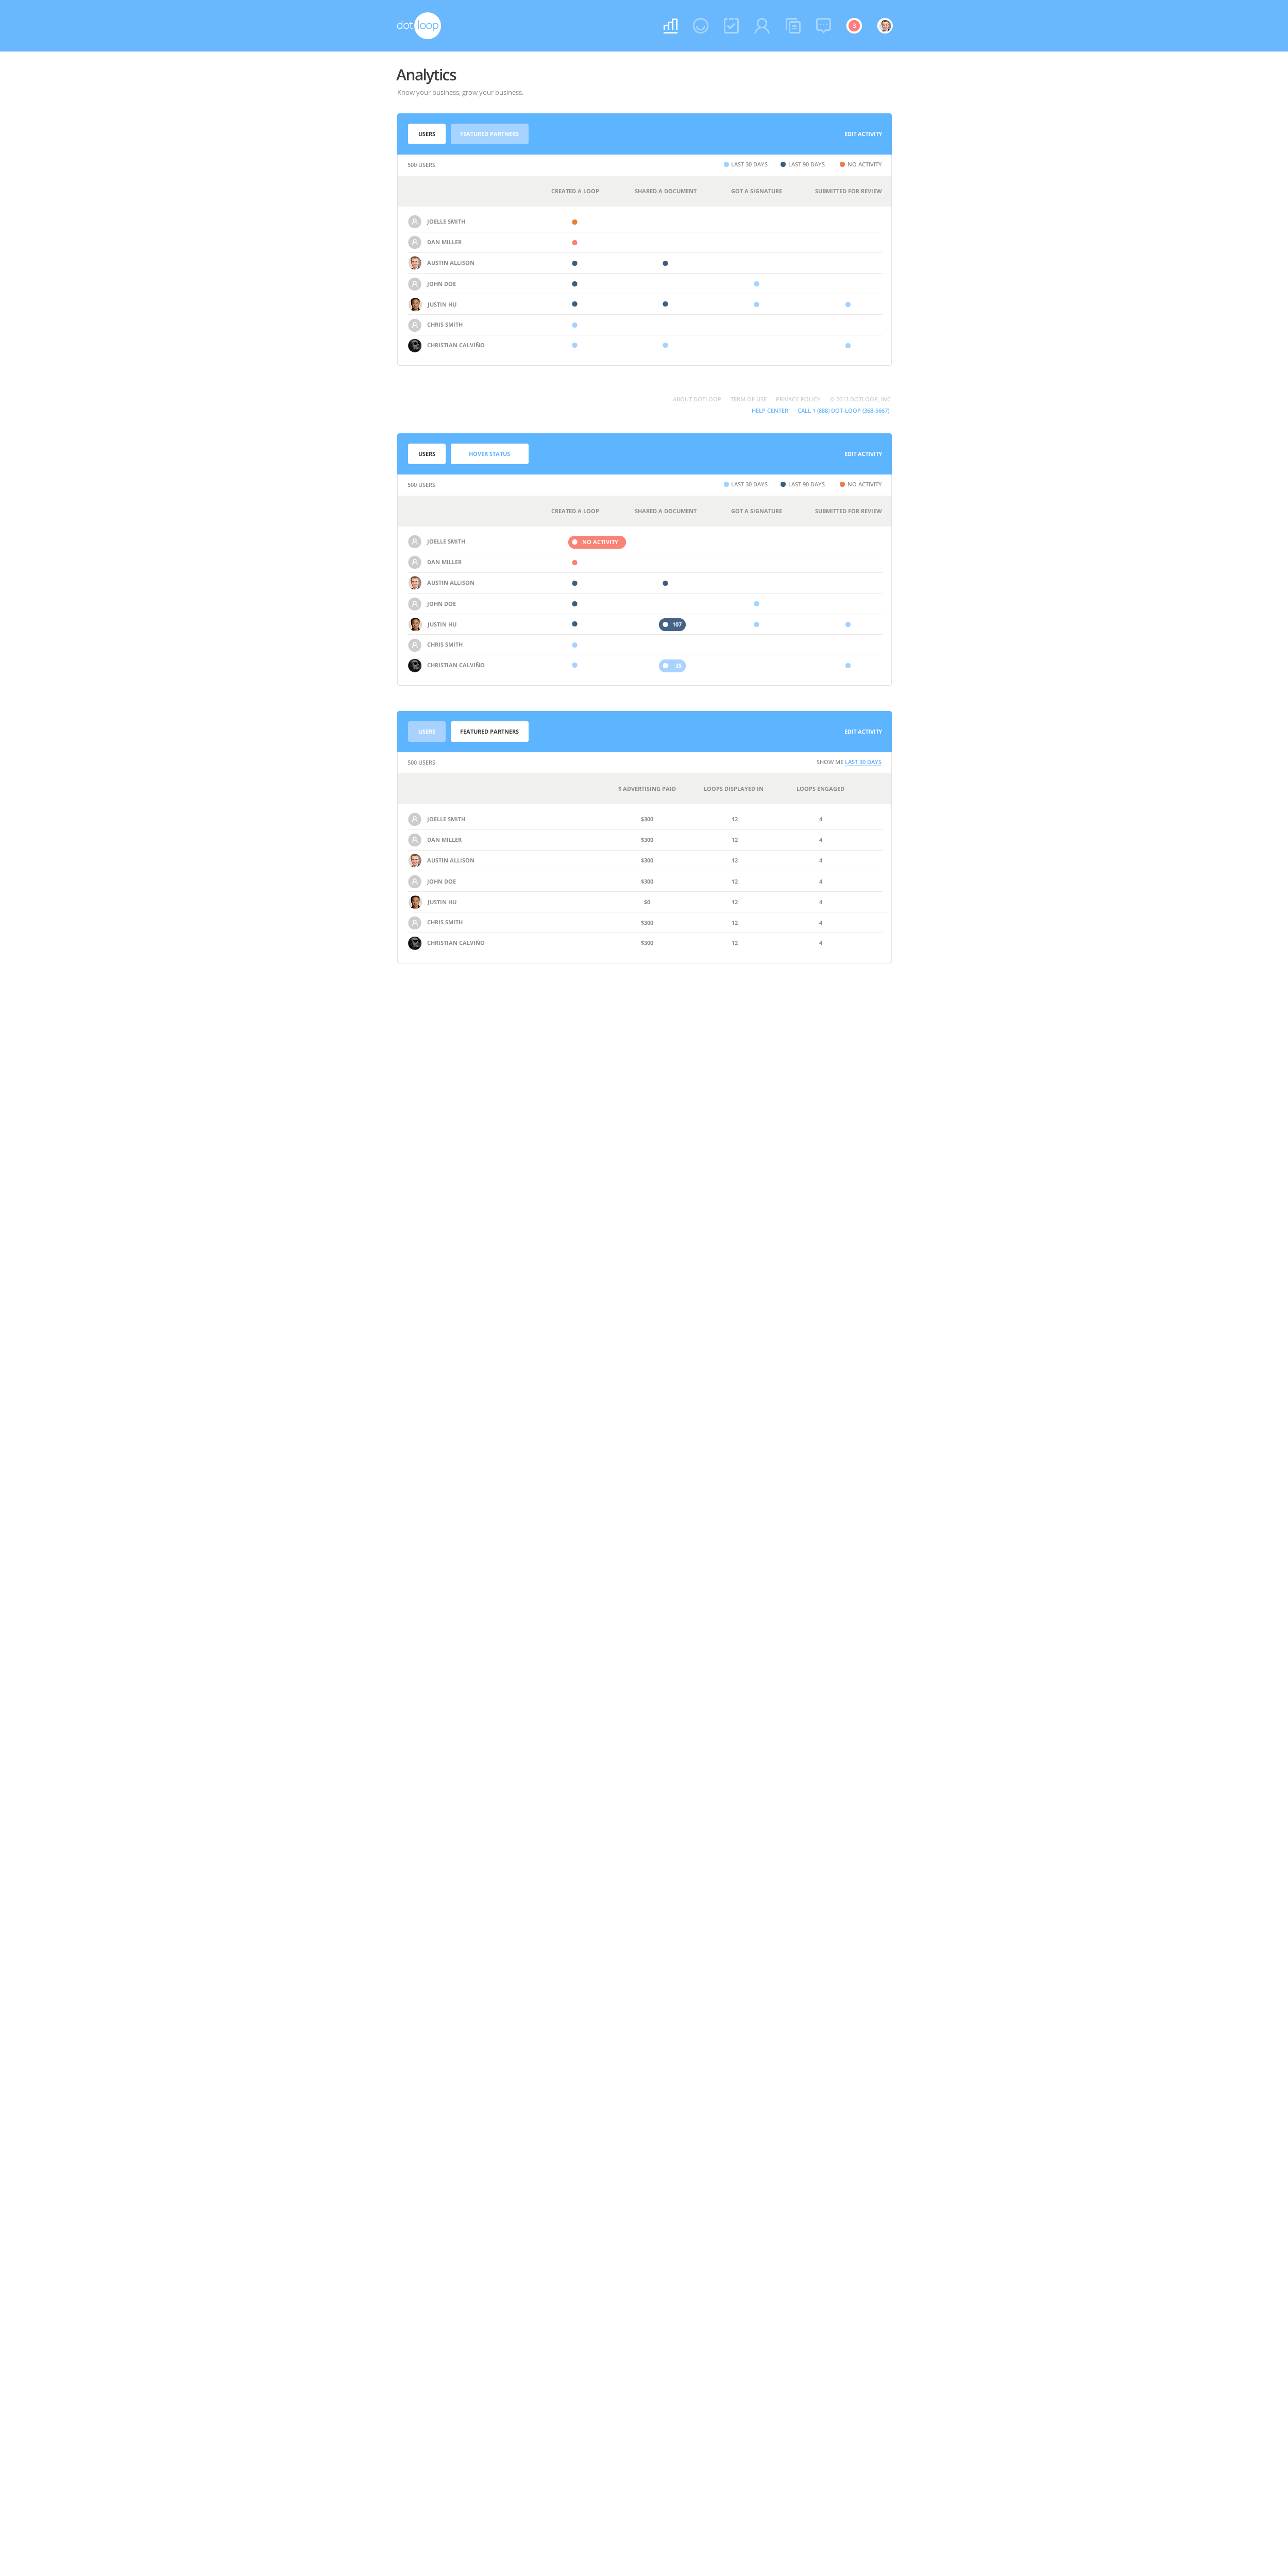 dot loop
3
Analytics
Know your business, grow your business.
USERS FEATURED PARTNERS EDIT ACTIVITY
500 USERS LAST 30 DAYS LAST 90 DAYS NO ACTIVITY
CREATED A LOOP SHARED A DOCUMENT GOT A SIGNATURE SUBMITTED FOR REVIEW
JOELLE SMITH
DAN MILLER
AUSTIN ALLISON
JOHN DOE
JUSTIN HU
CHRIS SMITH
CHRISTIAN CALVIÑO
ABOUT DOTLOOP TERM OF USE PRIVACY POLICY © 2013 DOTLOOP, INC
HELP CENTER CALL 1 (888) DOT-LOOP (368-5667)
USERS HOVER STATUS EDIT ACTIVITY
500 USERS LAST 30 DAYS LAST 90 DAYS NO ACTIVITY
CREATED A LOOP SHARED A DOCUMENT GOT A SIGNATURE SUBMITTED FOR REVIEW
JOELLE SMITH NO ACTIVITY
DAN MILLER
AUSTIN ALLISON
JOHN DOE
JUSTIN HU 107
CHRIS SMITH
CHRISTIAN CALVIÑO 35
USERS FEATURED PARTNERS EDIT ACTIVITY
500 USERS SHOW ME LAST 30 DAYS
$ ADVERTISING PAID LOOPS DISPLAYED IN LOOPS ENGAGED
JOELLE SMITH $300 12 4
DAN MILLER $300 12 4
AUSTIN ALLISON $300 12 4
JOHN DOE $300 12 4
JUSTIN HU $0 12 4
CHRIS SMITH $300 12 4
CHRISTIAN CALVIÑO $300 12 4